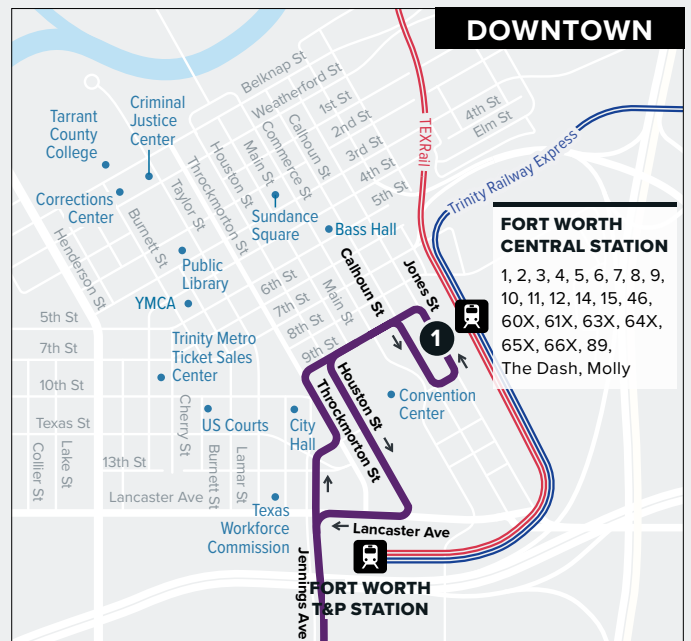 DOWNTOWN
Belknap St
Weatherford St
1st St
2nd St
3rd St
4th St
5th St
4th St
Elm St
TEXRail
Trinity Railway Express
Tarrant
County
College
Criminal
Justice
Center
Corrections
Center
Houston St
Main St
Commerce St
Calhoun St
Throckmorton St
Taylor St
Burnett St
Henderson St
Sundance
Square
Bass Hall
Public
Library
YMCA
6th St
7th St
8th St
9th St
Main St
Calhoun St
Jones St
1
FORT WORTH
CENTRAL STATION
1, 2, 3, 4, 5, 6, 7, 8, 9,
10, 11, 12, 14, 15, 46,
60X, 61X, 63X, 64X,
65X, 66X, 89,
The Dash, Molly
5th St
7th St
10th St
Texas St
13th St
Lancaster Ave
Trinity Metro
Ticket Sales
Center
Cherry St
US Courts
City
Hall
Houston St
Throckmorton St
Convention
Center
Collier St
Lake St
Burnett St
Lamar St
Texas
Workforce
Commission
Lancaster Ave
Jennings Ave
FORT WORTH
T&P STATION